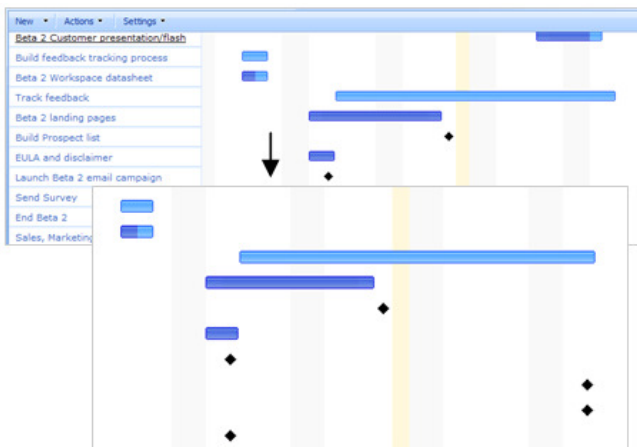 New Actions Settings
Beta 2 Customer presentation/flash
Build feedback tracking process
Beta 2 Workspace datasheet
Track feedback
Beta 2 landing pages
Build Prospect list
EULA and disclaimer
Launch Beta 2 email campaign
Send Survey
End Beta 2
Sales, Marketing